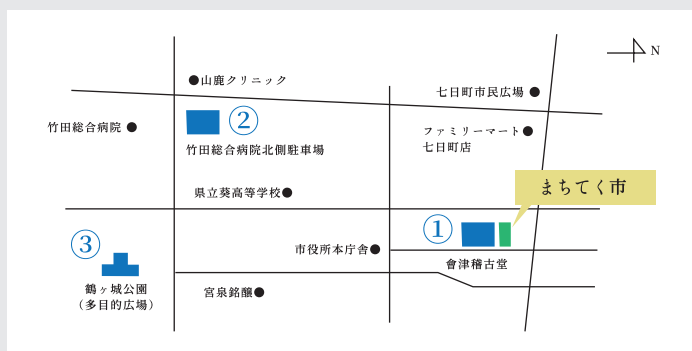 N
●山鹿クリニック
七日町市民広場●
竹田総合病院●
②
竹田総合病院北側駐車場
ファミリーマート●
七日町店
まちてく市
県立葵高等学校●
①
③
市役所本庁舎●
會津稽古堂
鶴ヶ城公園
（多目的広場）
宮泉銘醸●